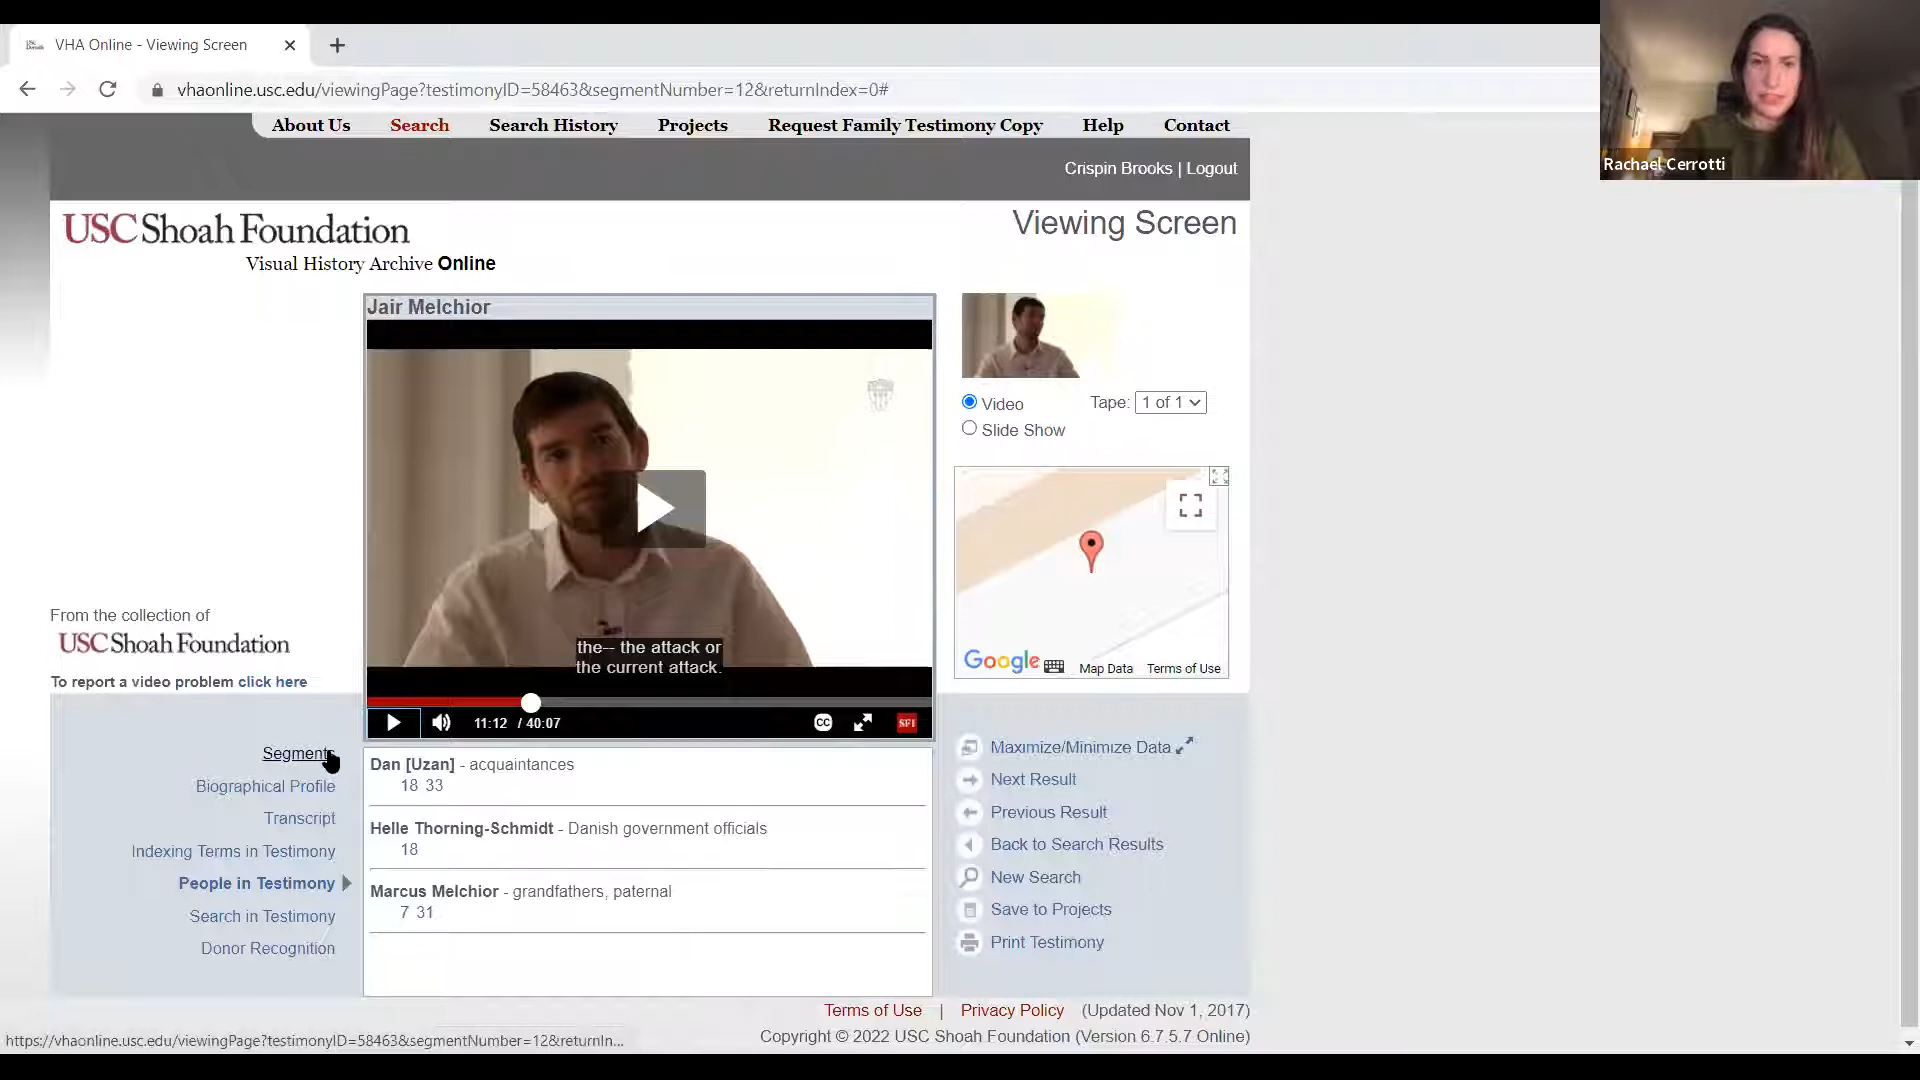 VHA Online - Viewing Screen
vhaonline.usc.edu/viewingPage?testimonyID=58463&segmentNumber=12&returnIndex=0#
Rachael Cerrotti
About Us Search Search History Projects Request Family Testimony Copy Help Contact
Crispin Brooks | Logout
USC Shoah Foundation
Visual History Archive Online
Viewing Screen
Jair Melchior
Video
Tape: 1 of 1
Slide Show
the-- the attack or
the current attack.
11:12 / 40:07
CC
SFI
Google
Map Data
Terms of Use
From the collection of
USC Shoah Foundation
To report a video problem click here
Segments
Biographical Profile
Transcript
Indexing Terms in Testimony
People in Testimony
Search in Testimony
Donor Recognition
Dan [Uzan] - acquaintances
18 33
Helle Thorning-Schmidt - Danish government officials
18
Marcus Melchior - grandfathers, paternal
7 31
Maximize/Minimize Data
Next Result
Previous Result
Back to Search Results
New Search
Save to Projects
Print Testimony
Terms of Use | Privacy Policy (Updated Nov 1, 2017)
Copyright © 2022 USC Shoah Foundation (Version 6.7.5.7 Online)
https://vhaonline.usc.edu/viewingPage?testimonyID=58463&segmentNumber=12&returnIn...